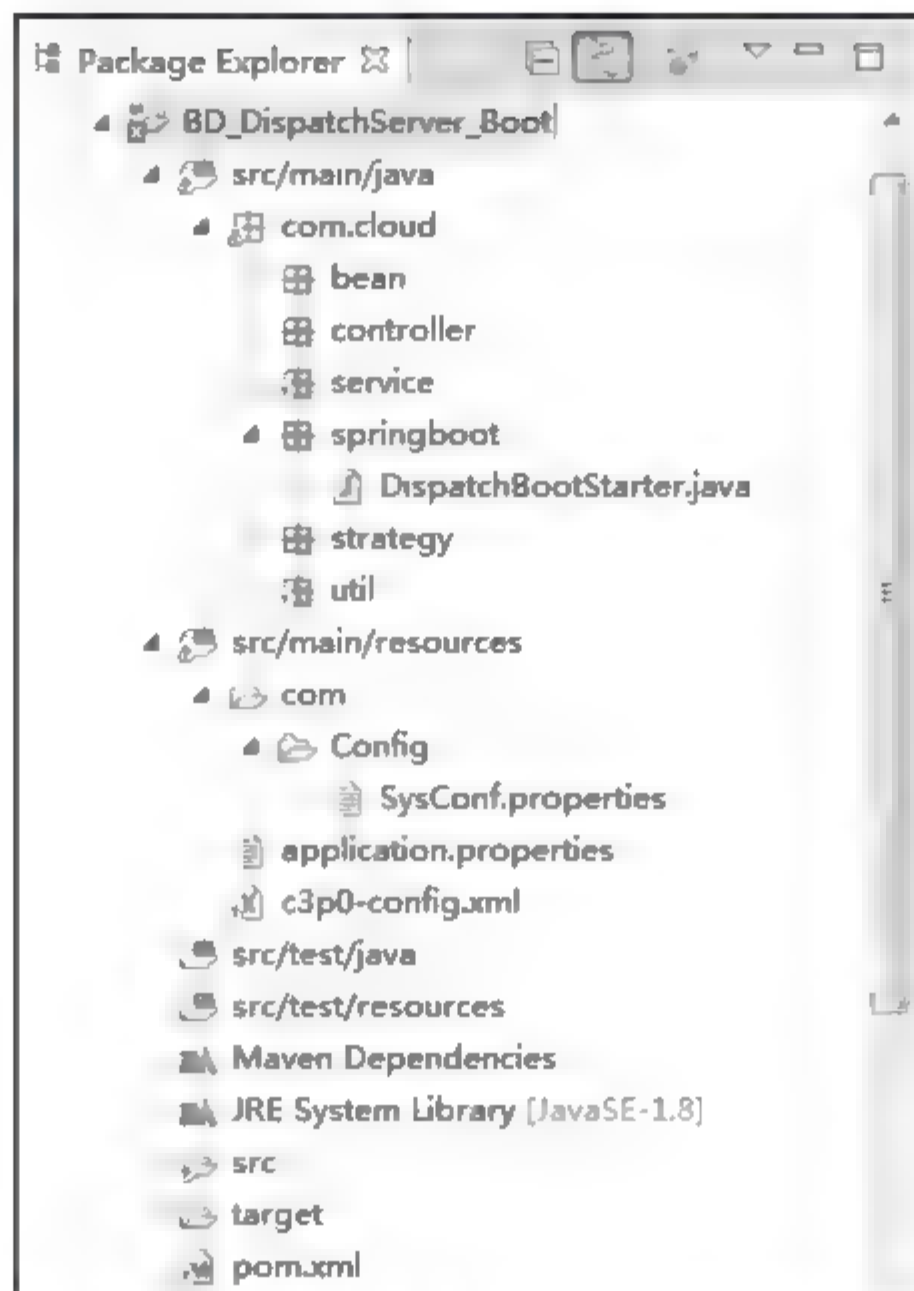 Package Explorer
BD_DispatchServer_Boot
src/main/java
com.cloud
bean
controller
service
springboot
DispatchBootStarter.java
strategy
util
src/main/resources
com
Config
SysConf.properties
application.properties
c3p0-config.xml
src/test/java
src/test/resources
Maven Dependencies
JRE System Library [JavaSE-1.8]
src
target
pom.xml